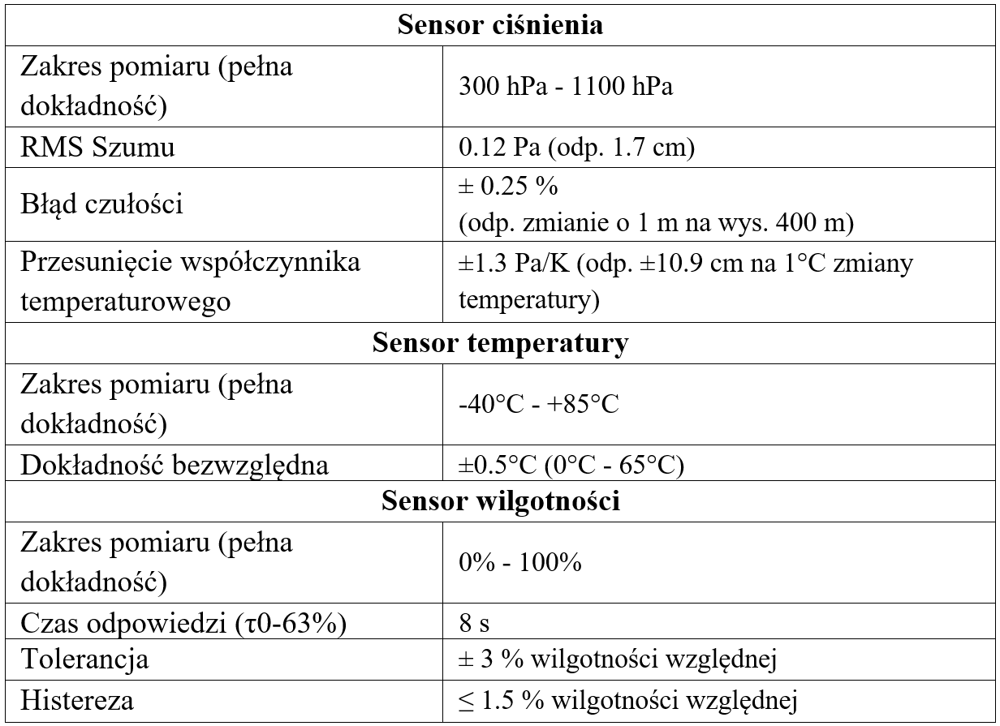 Sensor ciśnienia
Zakres pomiaru (pełna
dokładność)
300 hPa - 1100 hPa
RMS Szumu
0.12 Pa (odp. 1.7 cm)
Błąd czułości
± 0.25 %
(odp. zmianie o 1 m na wys. 400 m)
Przesunięcie współczynnika
temperaturowego
±1.3 Pa/K (odp. ±10.9 cm na 1°C zmiany
temperatury)
Sensor temperatury
Zakres pomiaru (pełna
dokładność)
-40°C - +85°C
Dokładność bezwzględna
±0.5°C (0°C - 65°C)
Sensor wilgotności
Zakres pomiaru (pełna
dokładność)
0% - 100%
Czas odpowiedzi (τ0-63%)
8 s
Tolerancja
± 3 % wilgotności względnej
Histereza
≤ 1.5 % wilgotności względnej